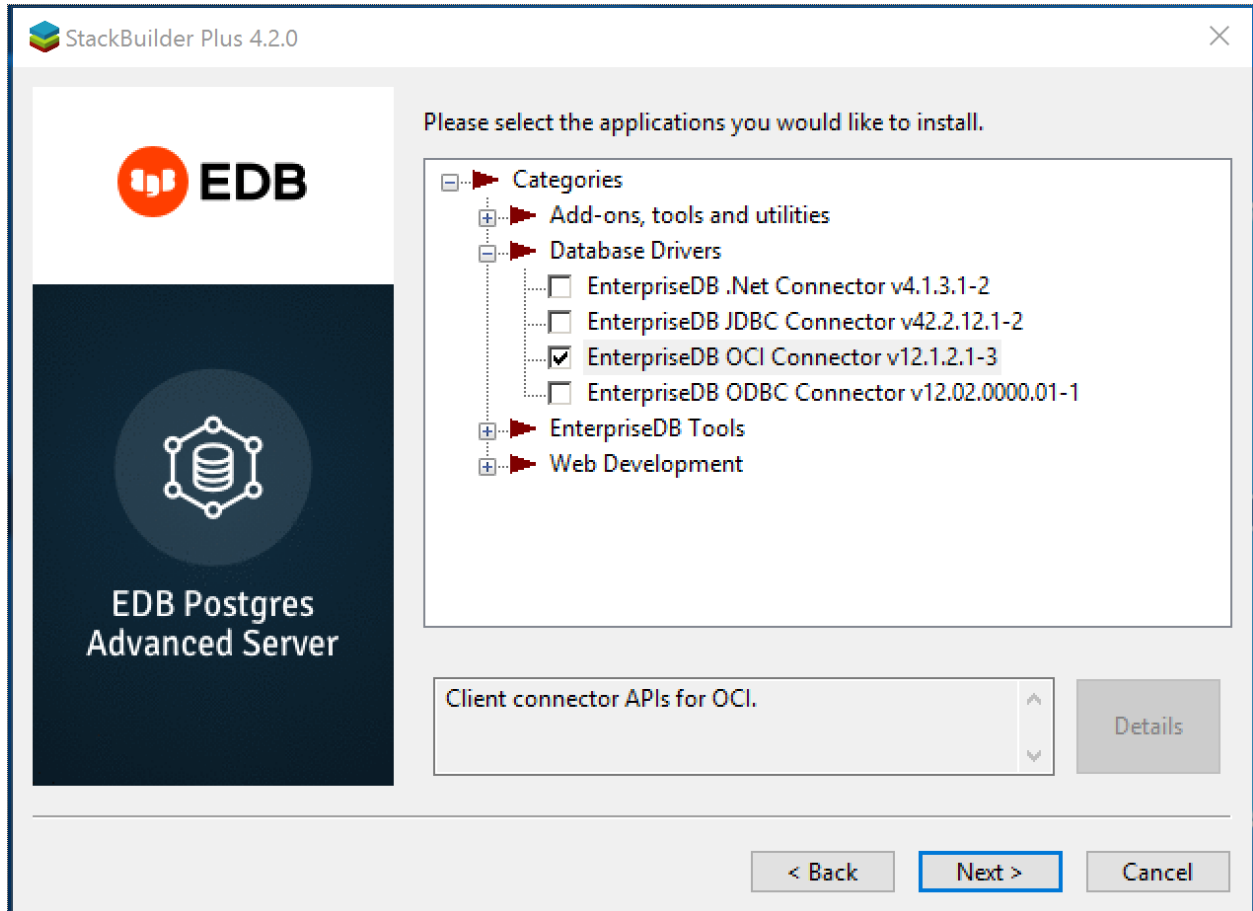 StackBuilder Plus 4.2.0
EDB
EDB Postgres
Advanced Server
Please select the applications you would like to install.
Categories
Add-ons, tools and utilities
Database Drivers
EnterpriseDB .Net Connector v4.1.3.1-2
EnterpriseDB JDBC Connector v42.2.12.1-2
EnterpriseDB OCI Connector v12.1.2.1-3
EnterpriseDB ODBC Connector v12.02.0000.01-1
EnterpriseDB Tools
Web Development
Client connector APIs for OCI.
Details
< Back
Next >
Cancel